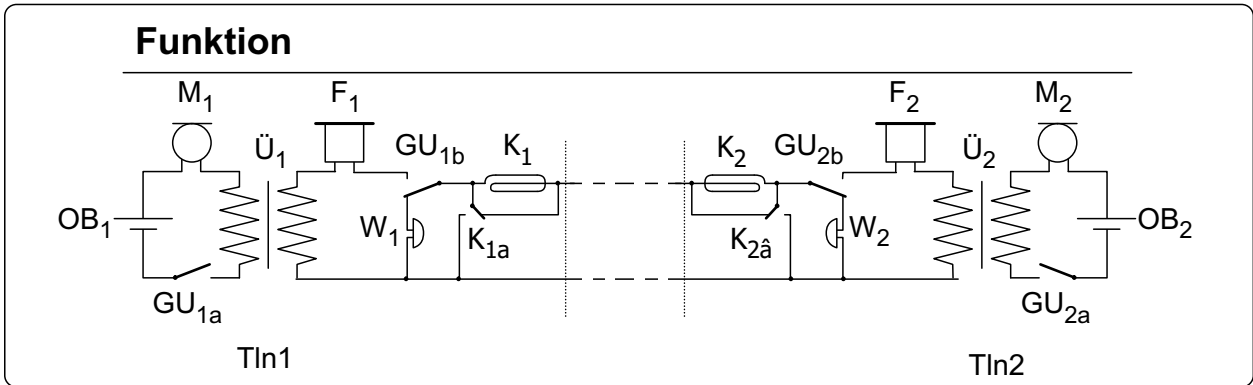 Funktion
M1 F1 F2 M2
Ü1 GU1b K1 K2 GU2b Ü2
OB1 W1 K1a K2â W2 OB2
GU1a GU2a
Tln1 Tln2